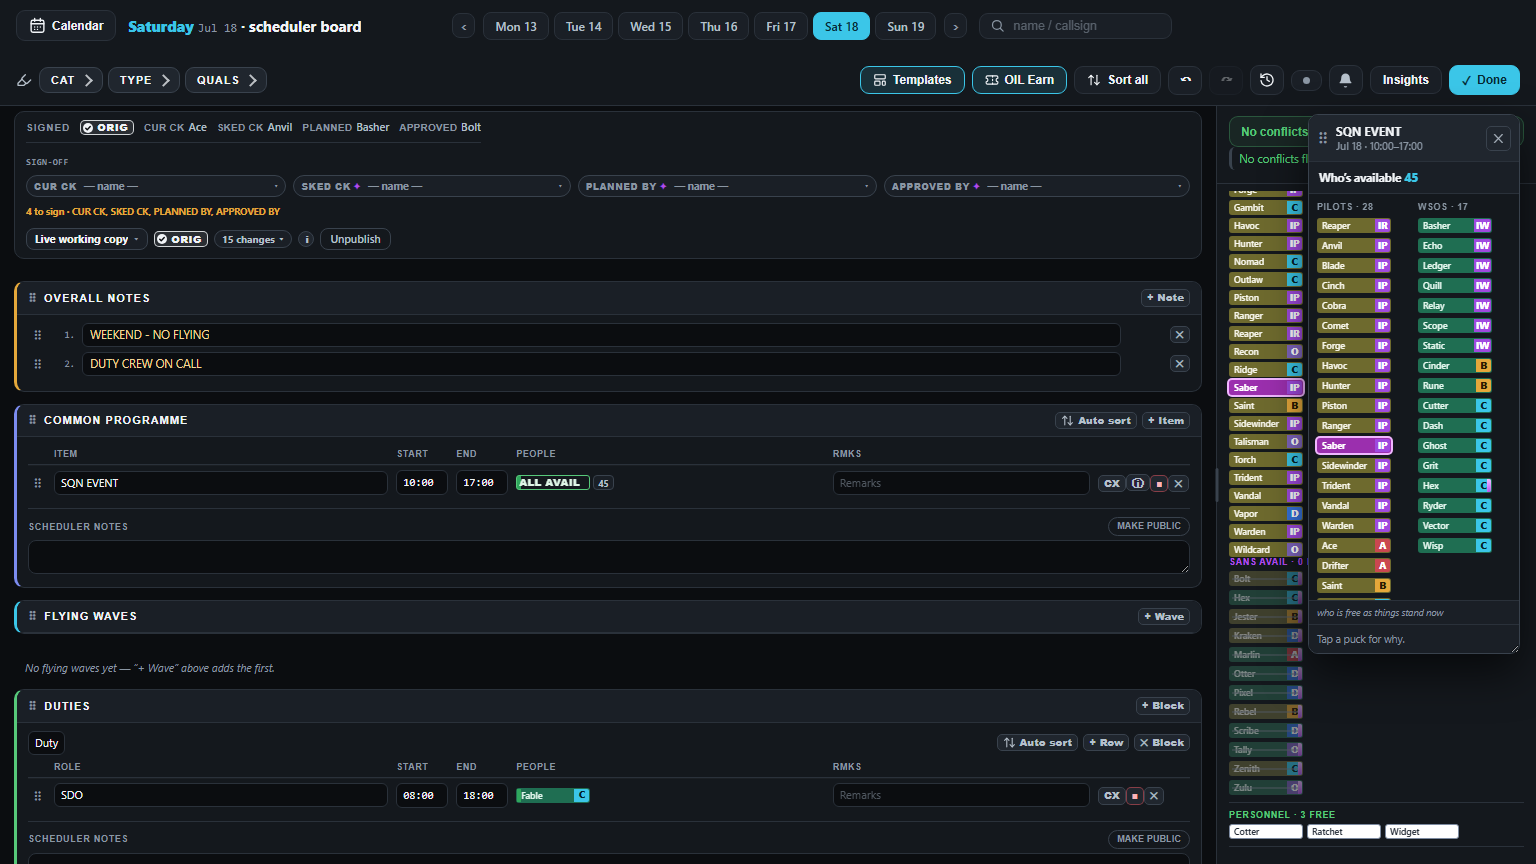 Calendar
Saturday Jul 18 · scheduler board
‹ Mon 13 Tue 14 Wed 15 Thu 16 Fri 17 Sat 18 Sun 19 ›
name / callsign
CAT TYPE QUALS
Templates OIL Earn Sort all Insights ✓ Done
SIGNED ORIG CUR CK Ace SKED CK Anvil PLANNED Basher APPROVED Bolt
SIGN-OFF
CUR CK — name —
SKED CK ✦ — name —
PLANNED BY ✦ — name —
APPROVED BY ✦ — name —
4 to sign · CUR CK, SKED CK, PLANNED BY, APPROVED BY
Live working copy ORIG 15 changes i Unpublish
OVERALL NOTES
+ Note
1. WEEKEND - NO FLYING ✕
2. DUTY CREW ON CALL ✕
COMMON PROGRAMME
Auto sort + Item
ITEM START END PEOPLE RMKS
SQN EVENT 10:00 17:00 ALL AVAIL 45 Remarks CX ✕
SCHEDULER NOTES
MAKE PUBLIC
FLYING WAVES
+ Wave
No flying waves yet — "+ Wave" above adds the first.
DUTIES
+ Block
Duty
Auto sort + Row ✕ Block
ROLE START END PEOPLE RMKS
SDO 08:00 18:00 Fable C Remarks CX ✕
SCHEDULER NOTES
MAKE PUBLIC
No conflicts
No conflicts fl
Gambit C
Havoc IP
Hunter IP
Nomad C
Outlaw C
Piston IP
Ranger IP
Reaper IR
Recon O
Ridge C
Saber IP
Saint B
Sidewinder IP
Talisman O
Torch C
Trident IP
Vandal IP
Vapor D
Warden IP
Wildcard O
SANS AVAIL · 0
Bolt C
Hex C
Jester B
Kraken D
Marlin A
Otter D
Pixel D
Rebel B
Scribe D
Tally O
Zenith C
Zulu O
PERSONNEL · 3 FREE
Cotter Ratchet Widget
SQN EVENT
Jul 18 · 10:00–17:00
Who's available 45
PILOTS · 28
Reaper IR
Anvil IP
Blade IP
Cinch IP
Cobra IP
Comet IP
Forge IP
Havoc IP
Hunter IP
Piston IP
Ranger IP
Saber IP
Sidewinder IP
Trident IP
Vandal IP
Warden IP
Ace A
Drifter A
Saint B
WSOS · 17
Basher IW
Echo IW
Ledger IW
Quill IW
Relay IW
Scope IW
Static IW
Cinder B
Rune B
Cutter C
Dash C
Ghost C
Grit C
Hex C
Ryder C
Vector C
Wisp C
who is free as things stand now
Tap a puck for why.